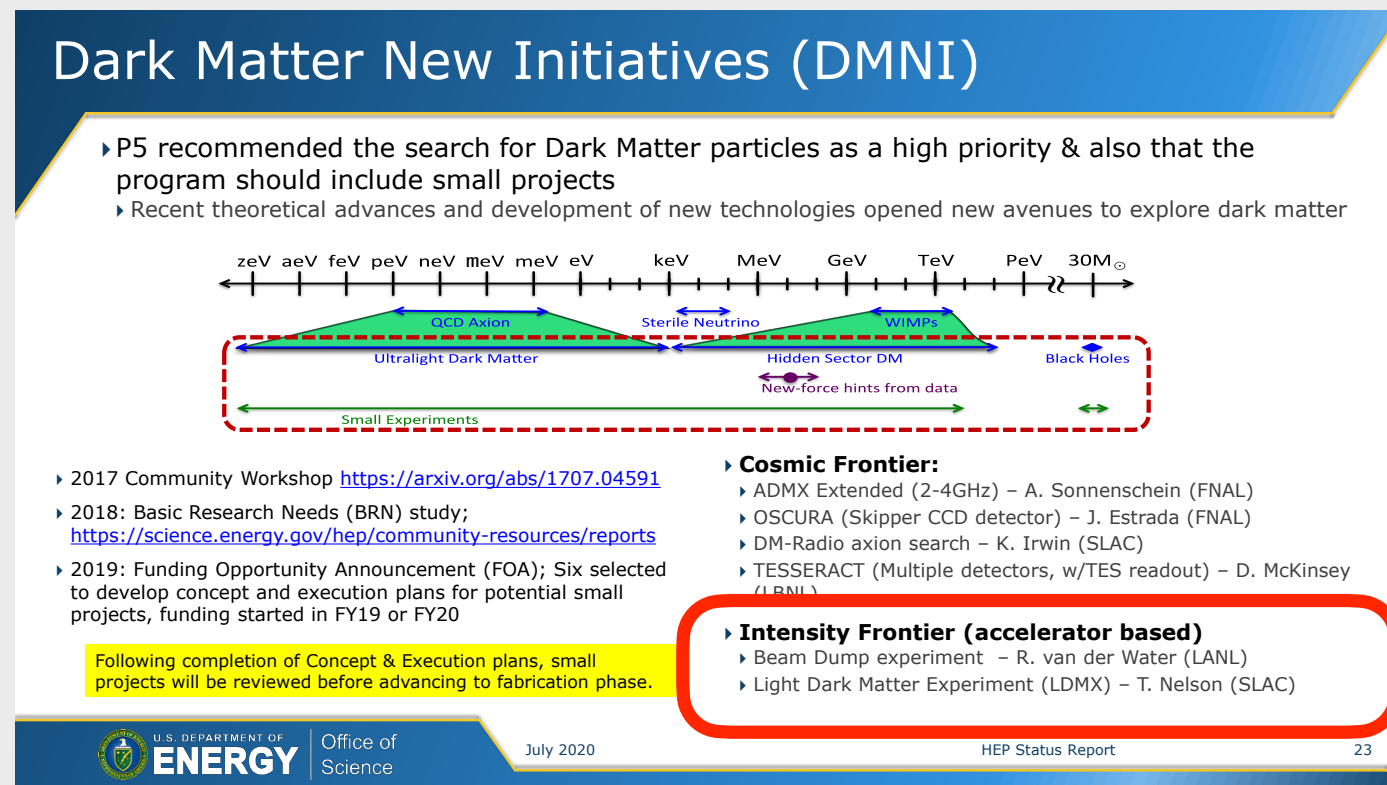 Dark Matter New Initiatives (DMNI)
P5 recommended the search for Dark Matter particles as a high priority & also that the
program should include small projects
Recent theoretical advances and development of new technologies opened new avenues to explore dark matter
zeV aeV feV peV neV meV meV eV keV MeV GeV TeV PeV 30M☉
QCD Axion Sterile Neutrino WIMPs
Ultralight Dark Matter Hidden Sector DM Black Holes
New-force hints from data
Small Experiments
2017 Community Workshop https://arxiv.org/abs/1707.04591
2018: Basic Research Needs (BRN) study;
https://science.energy.gov/hep/community-resources/reports
2019: Funding Opportunity Announcement (FOA); Six selected
to develop concept and execution plans for potential small
projects, funding started in FY19 or FY20
Following completion of Concept & Execution plans, small
projects will be reviewed before advancing to fabrication phase.
Cosmic Frontier:
ADMX Extended (2-4GHz) – A. Sonnenschein (FNAL)
OSCURA (Skipper CCD detector) – J. Estrada (FNAL)
DM-Radio axion search – K. Irwin (SLAC)
TESSERACT (Multiple detectors, w/TES readout) – D. McKinsey
(LBNL)
Intensity Frontier (accelerator based)
Beam Dump experiment – R. van der Water (LANL)
Light Dark Matter Experiment (LDMX) – T. Nelson (SLAC)
U.S. DEPARTMENT OF
ENERGY
Office of
Science
July 2020
HEP Status Report
23